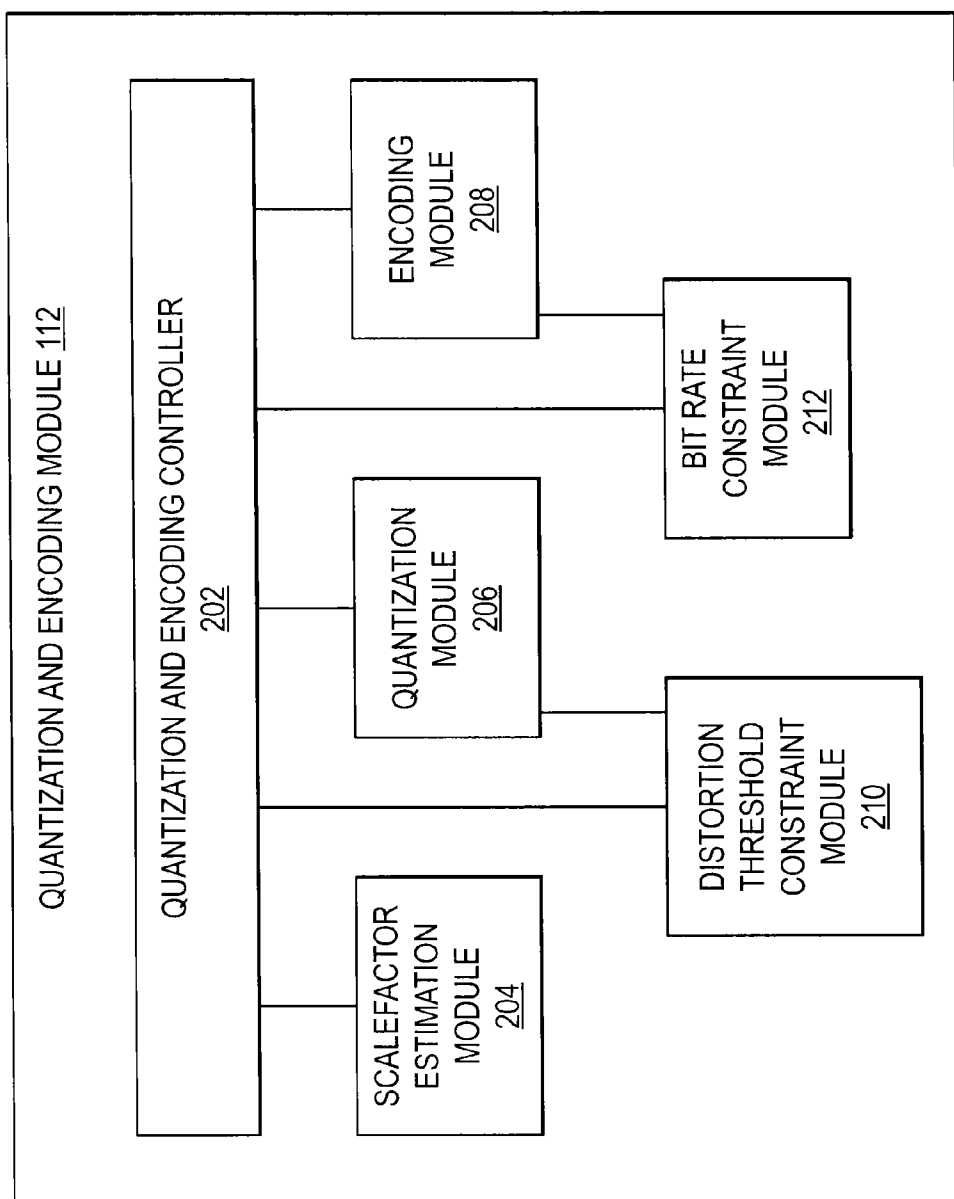 QUANTIZATION AND ENCODING MODULE 112
QUANTIZATION AND ENCODING CONTROLLER
202
SCALEFACTOR
ESTIMATION
MODULE
204
QUANTIZATION
MODULE
206
ENCODING
MODULE
208
DISTORTION
THRESHOLD
CONSTRAINT
MODULE
210
BIT RATE
CONSTRAINT
MODULE
212